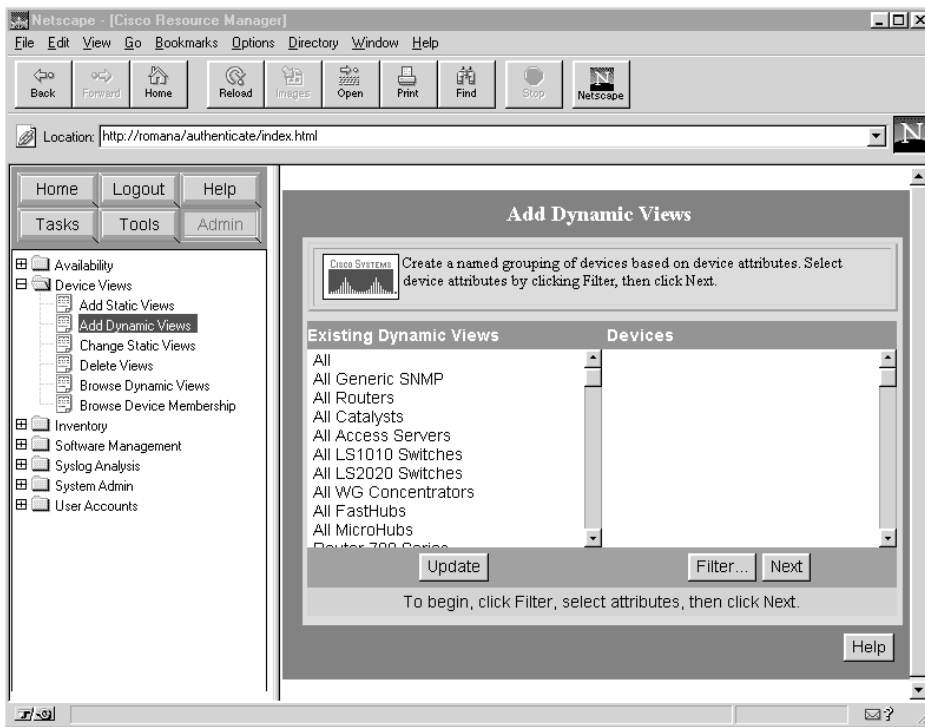 Netscape - [Cisco Resource Manager]
File Edit View Go Bookmarks Options Directory Window Help
Back Forward Home Reload Images Open Print Find Stop Netscape
Location: http://romana/authenticate/index.html
N
Home Logout Help
Tasks Tools Admin
Availability
Device Views
Add Static Views
Add Dynamic Views
Change Static Views
Delete Views
Browse Dynamic Views
Browse Device Membership
Inventory
Software Management
Syslog Analysis
System Admin
User Accounts
Add Dynamic Views
Cisco Systems
Create a named grouping of devices based on device attributes. Select
device attributes by clicking Filter, then click Next.
Existing Dynamic Views Devices
All
All Generic SNMP
All Routers
All Catalysts
All Access Servers
All LS1010 Switches
All LS2020 Switches
All WG Concentrators
All FastHubs
All MicroHubs
Router 700 Series
Update Filter... Next
To begin, click Filter, select attributes, then click Next.
Help